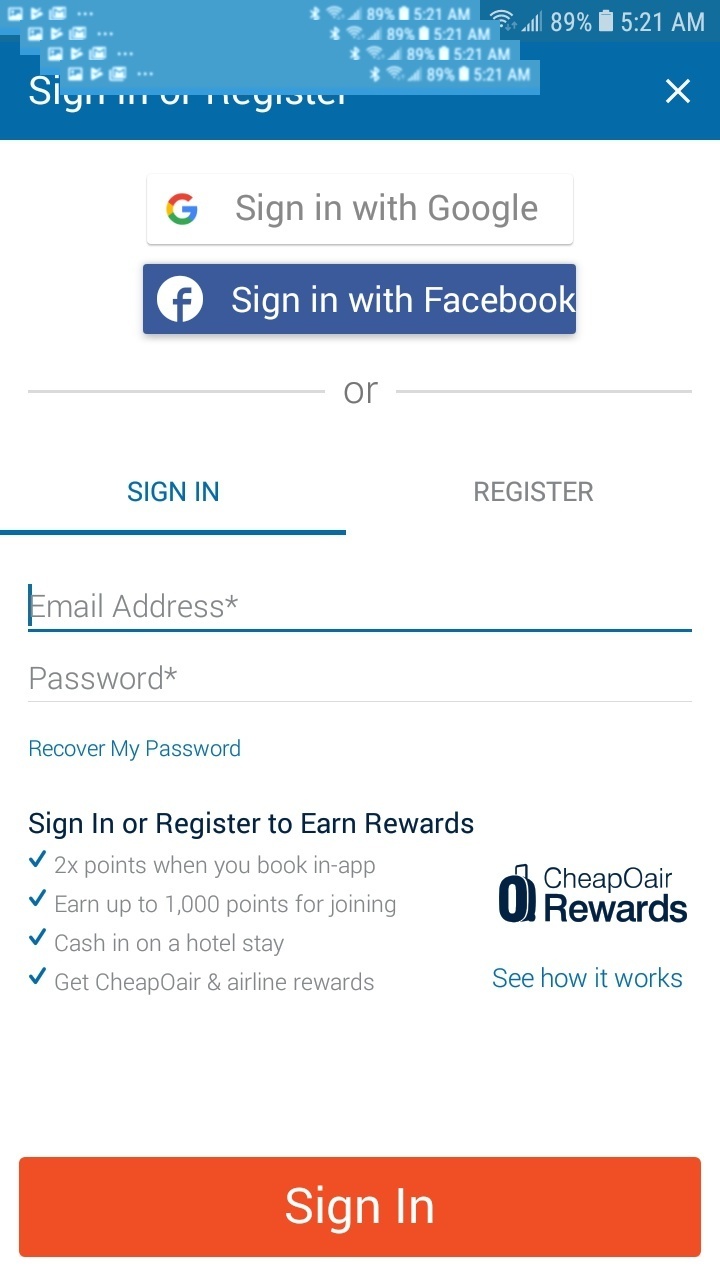 89% 5:21 AM
89% 5:21 AM
89% 5:21 AM
89% 5:21 AM
89% 5:21 AM
Sign In or Register
Sign in with Google
Sign in with Facebook
or
SIGN IN REGISTER
Email Address*
Password*
Recover My Password
Sign In or Register to Earn Rewards
2x points when you book in-app
Earn up to 1,000 points for joining
Cash in on a hotel stay
Get CheapOair & airline rewards
CheapOair
Rewards
See how it works
Sign In